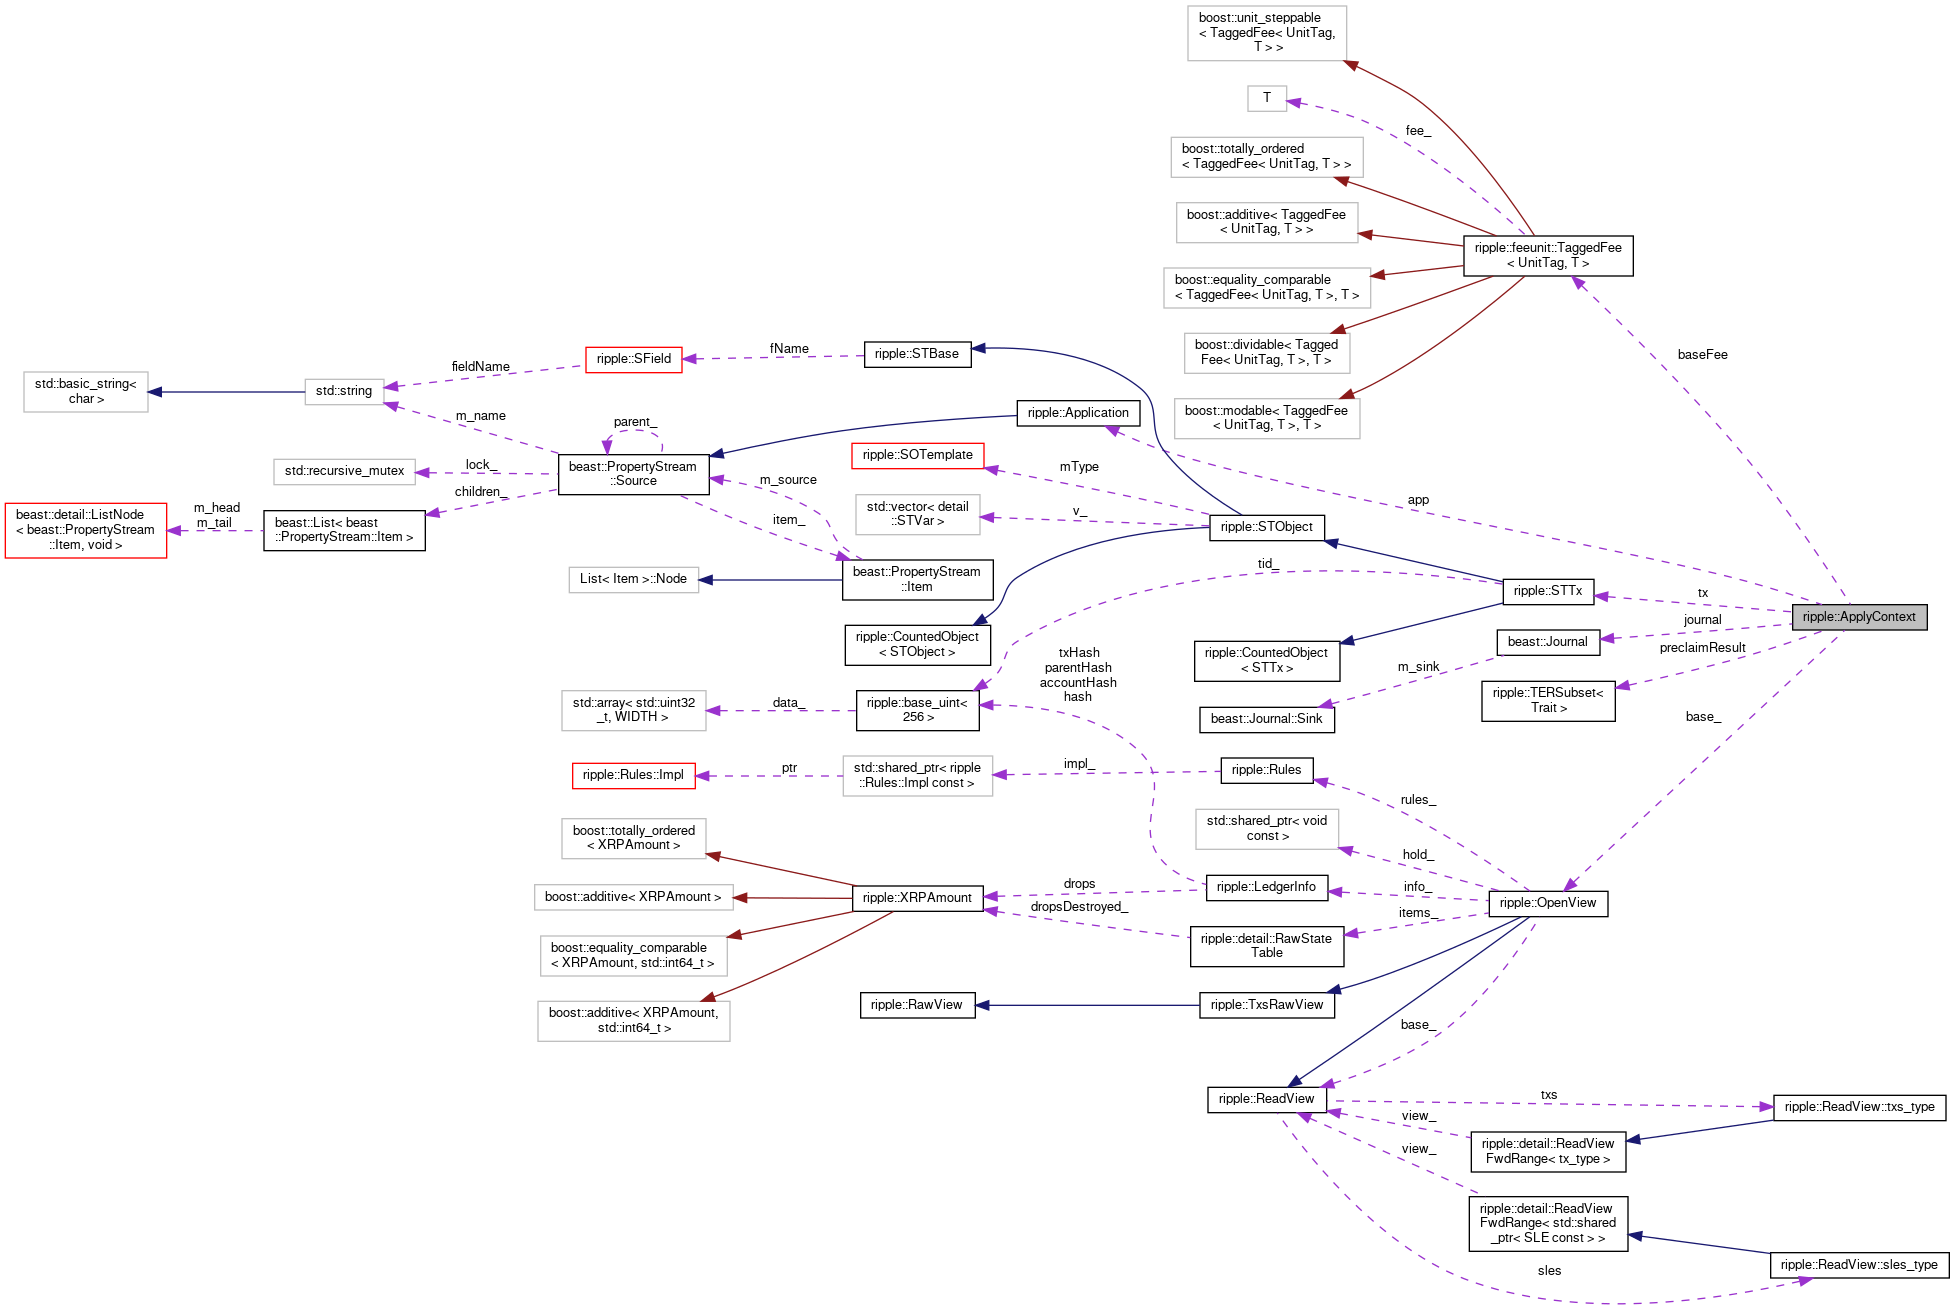 boost::unit_steppable
< TaggedFee< UnitTag,
T > >
T
fee_
boost::totally_ordered
< TaggedFee< UnitTag, T > >
boost::additive< TaggedFee
< UnitTag, T > >
ripple::feeunit::TaggedFee
< UnitTag, T >
boost::equality_comparable
< TaggedFee< UnitTag, T >, T >
boost::dividable< Tagged
Fee< UnitTag, T >, T >
boost::modable< TaggedFee
< UnitTag, T >, T >
baseFee
std::basic_string<
char >
std::string
fieldName
ripple::SField
fName
ripple::STBase
m_name
parent_
ripple::Application
std::recursive_mutex
lock_
beast::PropertyStream
::Source
ripple::SOTemplate
mType
m_source
app
beast::detail::ListNode
< beast::PropertyStream
::Item, void >
m_head
m_tail
beast::List< beast
::PropertyStream::Item >
children_
item_
std::vector< detail
::STVar >
v_
ripple::STObject
List< Item >::Node
beast::PropertyStream
::Item
tid_
ripple::STTx
tx
ripple::ApplyContext
ripple::CountedObject
< STObject >
ripple::CountedObject
< STTx >
beast::Journal
journal
preclaimResult
m_sink
txHash
parentHash
accountHash
hash
std::array< std::uint32
_t, WIDTH >
data_
ripple::base_uint<
256 >
beast::Journal::Sink
ripple::TERSubset<
Trait >
base_
ripple::Rules::Impl
ptr
std::shared_ptr< ripple
::Rules::Impl const >
impl_
ripple::Rules
rules_
std::shared_ptr< void
const >
hold_
boost::totally_ordered
< XRPAmount >
boost::additive< XRPAmount >
ripple::XRPAmount
drops
ripple::LedgerInfo
info_
ripple::OpenView
dropsDestroyed_
items_
ripple::detail::RawState
Table
boost::equality_comparable
< XRPAmount, std::int64_t >
boost::additive< XRPAmount,
std::int64_t >
ripple::RawView
ripple::TxsRawView
base_
ripple::ReadView
txs
ripple::ReadView::txs_type
view_
ripple::detail::ReadView
FwdRange< tx_type >
view_
ripple::detail::ReadView
FwdRange< std::shared
_ptr< SLE const > >
sles
ripple::ReadView::sles_type